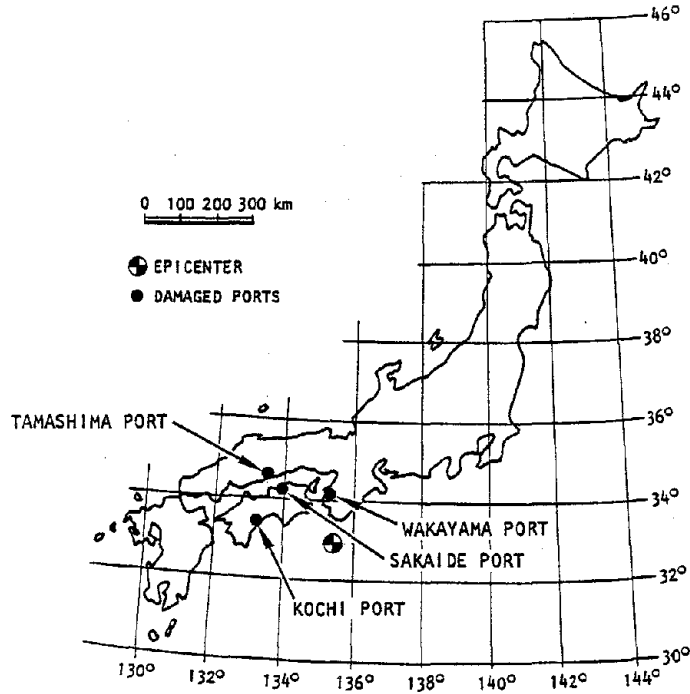 46°
44°
42°
0 100 200 300 km
EPICENTER
40°
DAMAGED PORTS
38°
36°
TAMASHIMA PORT
34°
WAKAYAMA PORT
SAKAIDE PORT
32°
KOCHI PORT
30°
130° 132° 134° 136° 138° 140° 142° 144°